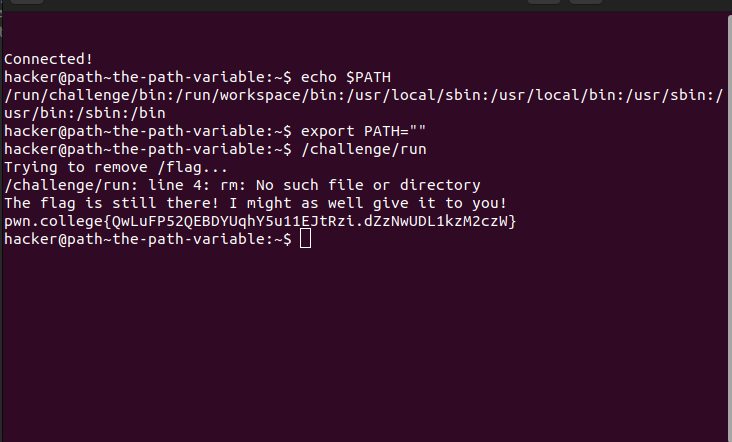 Connected!
hacker@path~the-path-variable:~$ echo $PATH
/run/challenge/bin:/run/workspace/bin:/usr/local/sbin:/usr/local/bin:/usr/sbin:/
usr/bin:/sbin:/bin
hacker@path~the-path-variable:~$ export PATH=""
hacker@path~the-path-variable:~$ /challenge/run
Trying to remove /flag...
/challenge/run: line 4: rm: No such file or directory
The flag is still there! I might as well give it to you!
pwn.college{QwLuFP52QEBDYUqhY5u11EJtRzi.dZzNwUDL1kzM2czW}
hacker@path~the-path-variable:~$